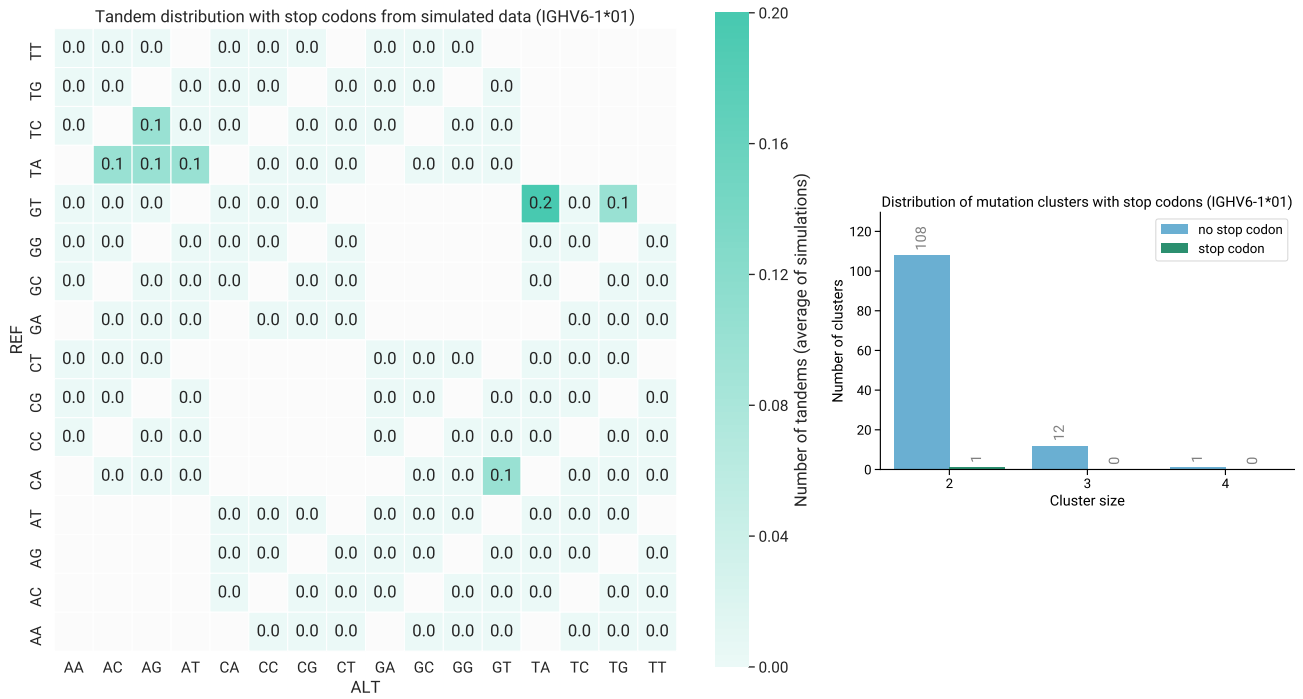 Tandem distribution with stop codons from simulated data (IGHV6-1*01)
TT 0.0 0.0 0.0 0.0 0.0 0.0 0.0 0.0 0.0
TG 0.0 0.0 0.0 0.0 0.0 0.0 0.0 0.0 0.0
TC 0.0 0.1 0.0 0.0 0.0 0.0 0.0 0.0 0.0
TA 0.1 0.1 0.1 0.0 0.0 0.0 0.0 0.0 0.0
GT 0.0 0.0 0.0 0.0 0.0 0.0 0.2 0.0 0.1
GG 0.0 0.0 0.0 0.0 0.0 0.0 0.0 0.0 0.0
GC 0.0 0.0 0.0 0.0 0.0 0.0 0.0 0.0 0.0
GA 0.0 0.0 0.0 0.0 0.0 0.0 0.0 0.0 0.0
CT 0.0 0.0 0.0 0.0 0.0 0.0 0.0 0.0 0.0
CG 0.0 0.0 0.0 0.0 0.0 0.0 0.0 0.0 0.0
CC 0.0 0.0 0.0 0.0 0.0 0.0 0.0 0.0 0.0
CA 0.0 0.0 0.0 0.0 0.0 0.1 0.0 0.0 0.0
AT 0.0 0.0 0.0 0.0 0.0 0.0 0.0 0.0 0.0
AG 0.0 0.0 0.0 0.0 0.0 0.0 0.0 0.0 0.0
AC 0.0 0.0 0.0 0.0 0.0 0.0 0.0 0.0 0.0
AA 0.0 0.0 0.0 0.0 0.0 0.0 0.0 0.0 0.0
AA AC AG AT CA CC CG CT GA GC GG GT TA TC TG TT
REF
ALT
0.20
0.16
0.12
0.08
0.04
0.00
Number of tandems (average of simulations)
Distribution of mutation clusters with stop codons (IGHV6-1*01)
no stop codon
stop codon
120
100
80
60
40
20
0
Number of clusters
108
1
12
0
1
0
2 3 4
Cluster size